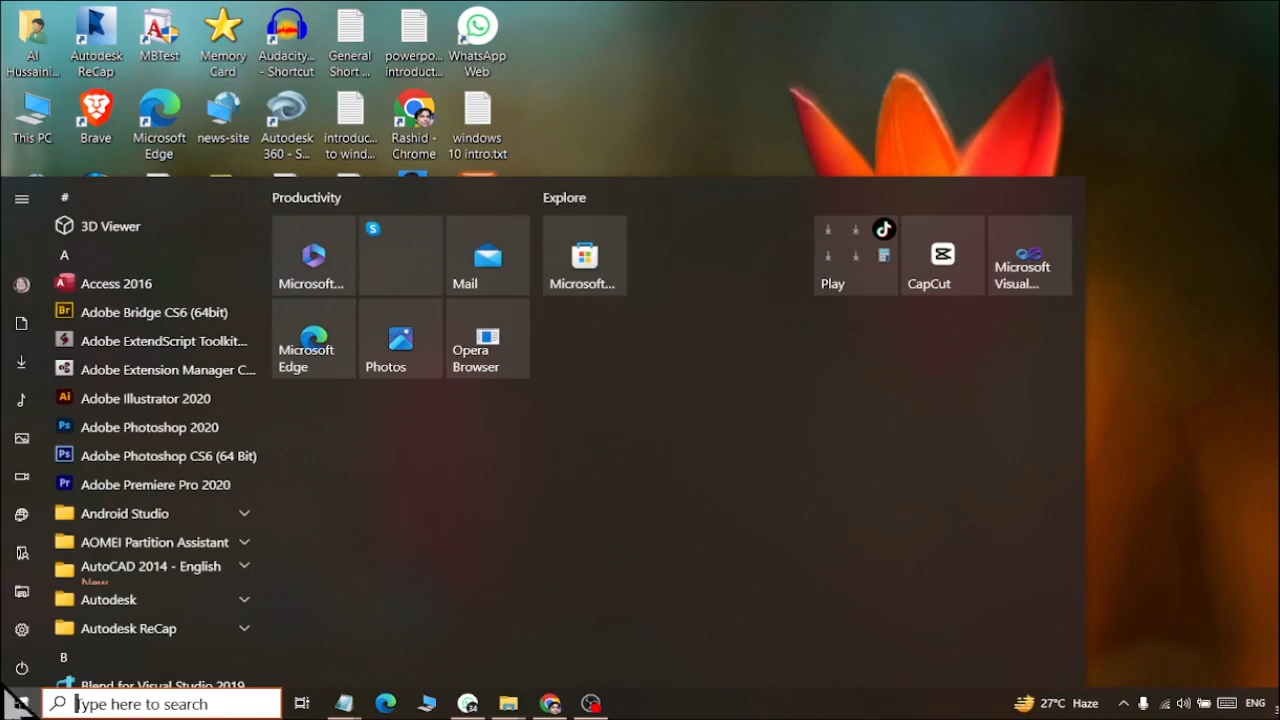 Al
Hussaini...
Autodesk
ReCap
MBTest
Memory
Card
Audacity...
- Shortcut
General
Short ...
powerpo...
introduct...
WhatsApp
Web
This PC
Brave
Microsoft
Edge
news-site
Autodesk
360 - S...
introduc...
to wind...
Rashid -
Chrome
windows
10 intro.txt
#
3D Viewer
A
Access 2016
Adobe Bridge CS6 (64bit)
Adobe ExtendScript Toolkit...
Adobe Extension Manager C...
Adobe Illustrator 2020
Adobe Photoshop 2020
Adobe Photoshop CS6 (64 Bit)
Adobe Premiere Pro 2020
Android Studio
AOMEI Partition Assistant
AutoCAD 2014 - English
New
Autodesk
Autodesk ReCap
B
Blend for Visual Studio 2019
Productivity
Microsoft...
Mail
Microsoft
Edge
Photos
Opera
Browser
Explore
Microsoft...
Play
CapCut
Microsoft
Visual...
Type here to search
27°C Haze
ENG